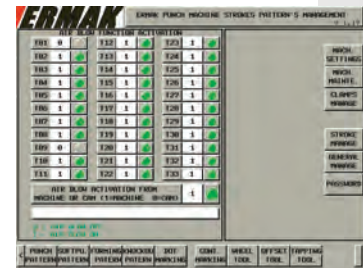 ERMAK
ERMAK PUNCH MACHINE STROKES PATTERN'S MANAGEMENT
AIR BLOW FUNCTION ACTIVATION
T01 0 T12 1 T23 1
T02 1 T13 1 T24 1
T03 1 T14 1 T25 1
T04 1 T15 1 T26 1
T05 1 T16 1 T27 1
T06 1 T17 1 T28 1
T07 1 T18 1 T29 1
T08 1 T19 1 T30 1
T09 0 T20 1 T31 1
T10 1 T21 1 T32 1
T11 1 T22 1 T33 1
AIR BLOW ACTIVATION FROM
MACHINE OR CAM (1=MACHINE 0=CAM) 1
MACH. SETTINGS
MACH. MAINTE.
CLAMPS MANAGE
STROKE MANAGE
GENERAL MANAGE
PASSWORD
PUNCH PATTERN
FORMING PATTERN
KNOCKOUT PATTERN
DOT MARKING
CONT. MARKING
WHEEL TOOL
OFFSET TOOL
TAPPING TOOL